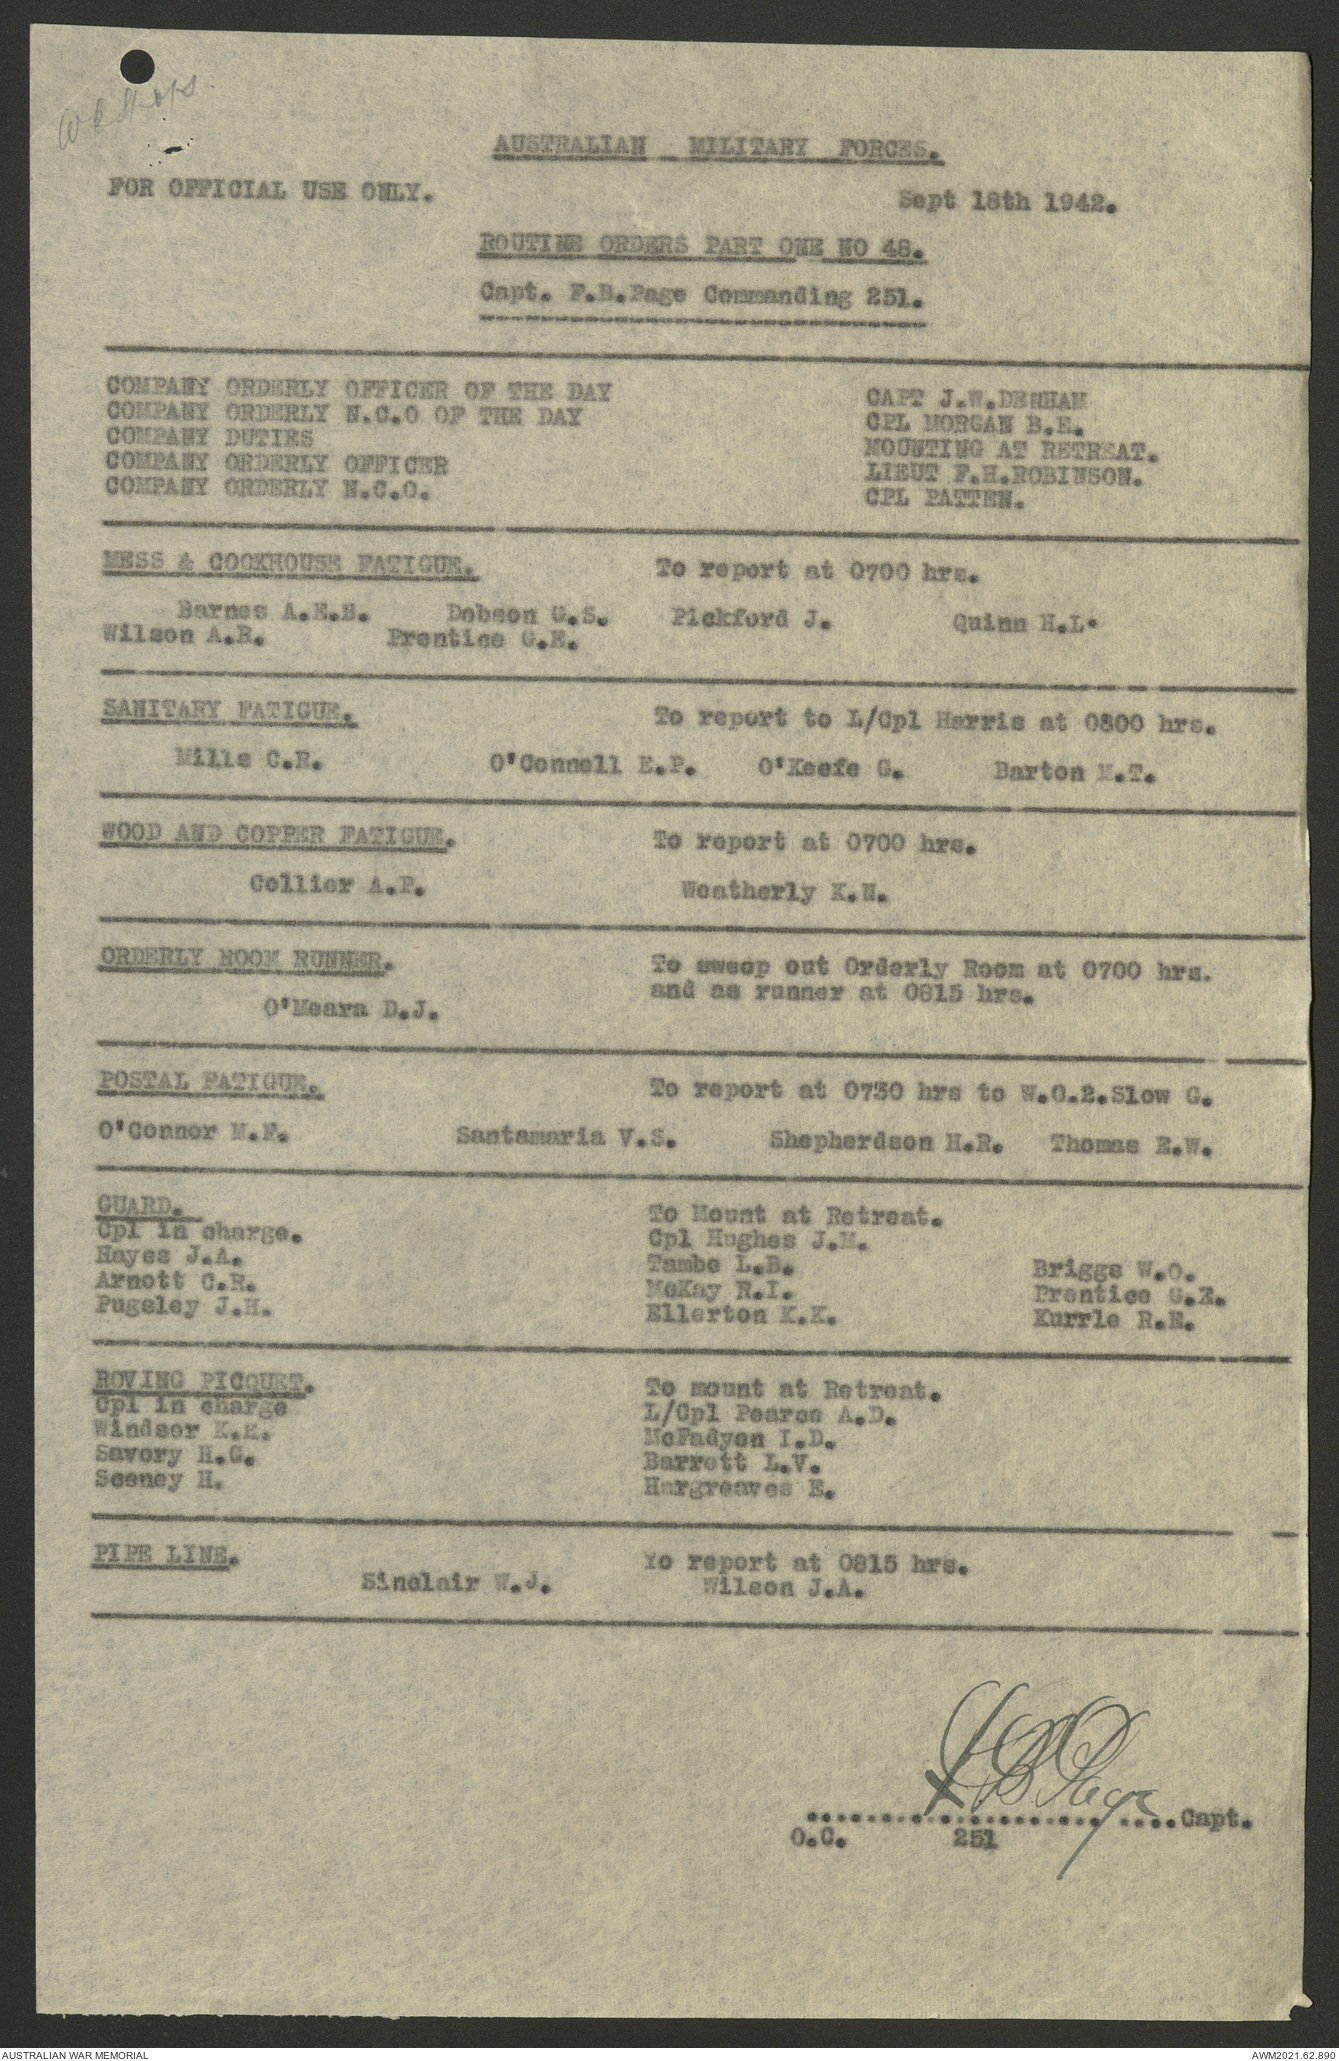 Wkshops.
AUSTRALIAN MILITARY FORCES.
FOR OFFICIAL USE ONLY.
Sept 18th 1942.
ROUTINE ORDERS PART ONE NO 48.
Capt. F.B.Page Commanding 251.
COMPANY ORDERLY OFFICER OF THE DAY CAPT J.W.DENHAM
COMPANY ORDERLY N.C.O OF THE DAY CPL MORGAN B.E.
COMPANY DUTIES MOUNTING AT RETREAT.
COMPANY ORDERLY OFFICER LIEUT F.H.ROBINSON.
COMPANY ORDERLY N.C.O. CPL PATTEN.
MESS & COOKHOUSE FATIGUE. To report at 0700 hrs.
Barnes A.E.H. Dobson G.S. Pickford J. Quinn H.L.
Wilson A.R. Prentice G.E.
SANITARY FATIGUE. To report to L/Cpl Harris at 0800 hrs.
Mills C.R. O'Connell E.P. O'Keefe G. Barton M.T.
WOOD AND COPPER FATIGUE. To report at 0700 hrs.
Collier A.P. Weatherly K.N.
ORDERLY ROOM RUNNER. To sweep out Orderly Room at 0700 hrs.
and as runner at 0815 hrs.
O'Meara D.J.
POSTAL FATIGUE. To report at 0730 hrs to W.O.2.Slow G.
O'Connor M.F. Santamaria V.S. Shepherdson H.R. Thomas E.W.
GUARD. To Mount at Retreat.
Cpl in charge. Cpl Hughes J.M.
Hayes J.A. Tambe L.B. Briggs W.O.
Arnott C.R. McKay R.I. Prentice G.E.
Pugsley J.H. Ellerton K.K. Kurrle R.E.
ROVING PICQUET. To mount at Retreat.
Cpl in charge L/Cpl Pearce A.D.
Windsor K.E. McFadyen I.D.
Savory H.G. Barrett L.V.
Seeney H. Hargreaves E.
PIPE LINE. Yo report at 0815 hrs.
Sinclair W.J. Wilson J.A.
X FB Page
.......................Capt.
O.C. 251
AUSTRALIAN WAR MEMORIAL
AWM2021.62.890